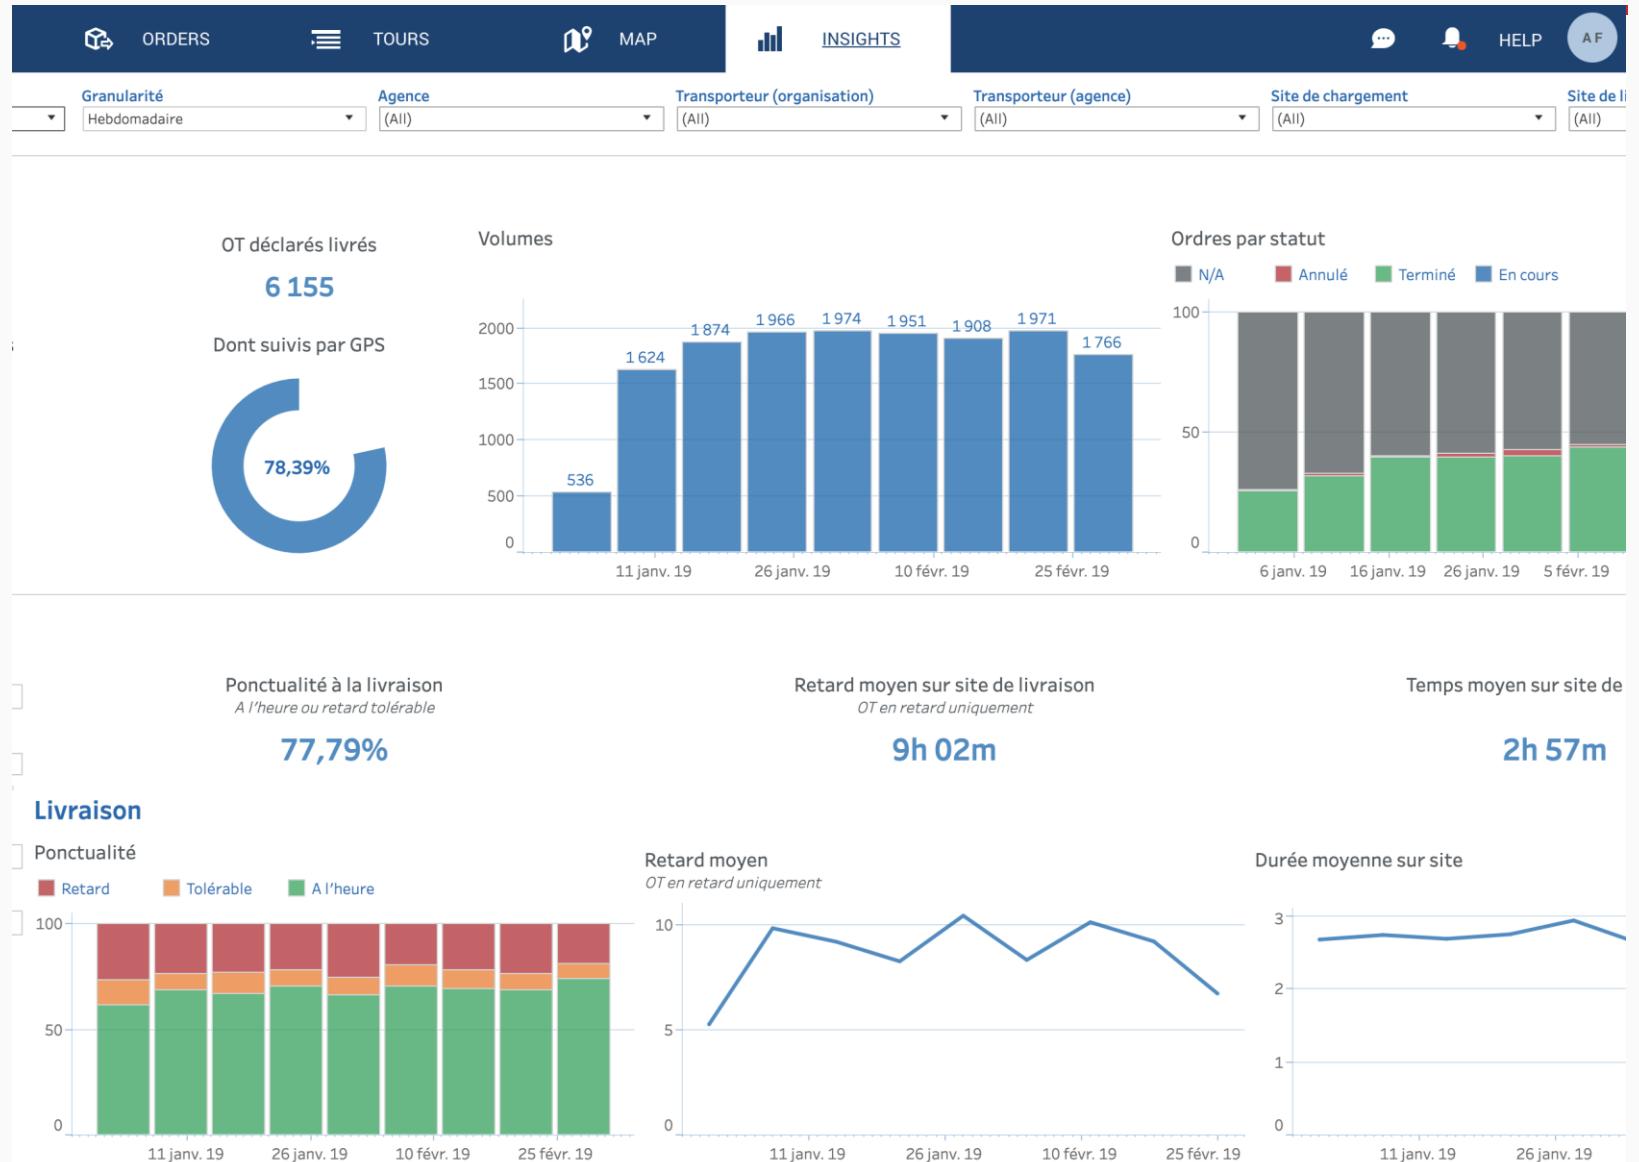 ORDERS TOURS MAP INSIGHTS HELP AF
Granularité Agence Transporteur (organisation) Transporteur (agence) Site de chargement Site de
Hebdomadaire (All) (All) (All) (All) (All)
OT déclarés livrés
6 155
Dont suivis par GPS
78,39%
Volumes
2000
1500
1000
500
0
536 1 624 1 874 1 966 1 974 1 951 1 908 1 971 1 766
11 janv. 19 26 janv. 19 10 févr. 19 25 févr. 19
Ordres par statut
N/A Annulé Terminé En cours
100
50
0
6 janv. 19 16 janv. 19 26 janv. 19 5 févr. 19
Ponctualité à la livraison
A l'heure ou retard tolérable
77,79%
Retard moyen sur site de livraison
OT en retard uniquement
9h 02m
Temps moyen sur site de
2h 57m
Livraison
Ponctualité
Retard Tolérable A l'heure
100
50
0
11 janv. 19 26 janv. 19 10 févr. 19 25 févr. 19
Retard moyen
OT en retard uniquement
10
5
0
11 janv. 19 26 janv. 19 10 févr. 19 25 févr. 19
Durée moyenne sur site
3
2
1
0
11 janv. 19 26 janv. 19